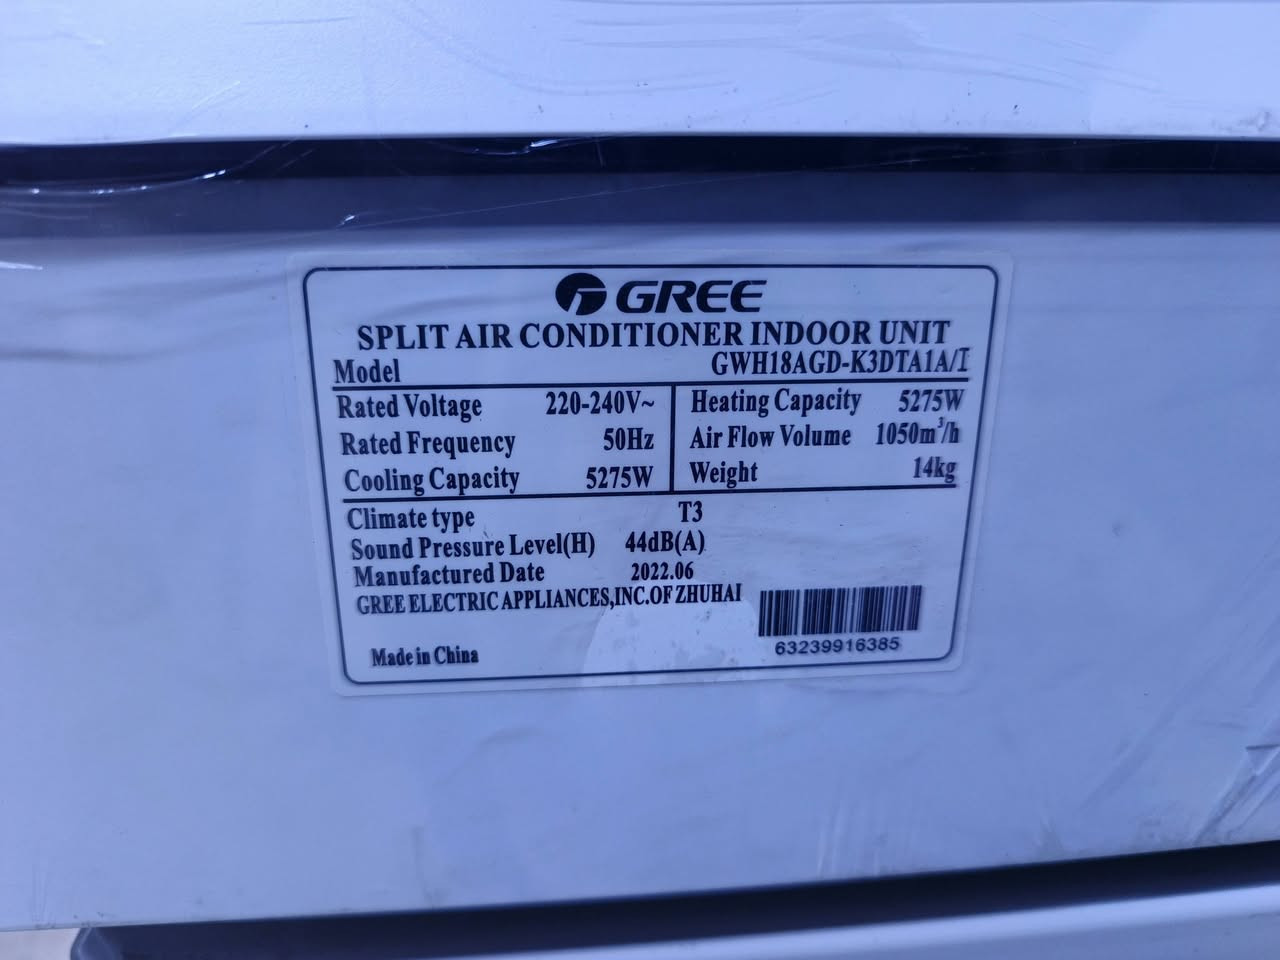 GREE
SPLIT AIR CONDITIONER INDOOR UNIT
Model GWH18AGD-K3DTA1A/I
Rated Voltage 220-240V~ Heating Capacity 5275W
Rated Frequency 50Hz Air Flow Volume 1050m³/h
Cooling Capacity 5275W Weight 14kg
Climate type T3
Sound Pressure Level(H) 44dB(A)
Manufactured Date 2022.06
GREE ELECTRIC APPLIANCES,INC.OF ZHUHAI
63239916385
Made in China